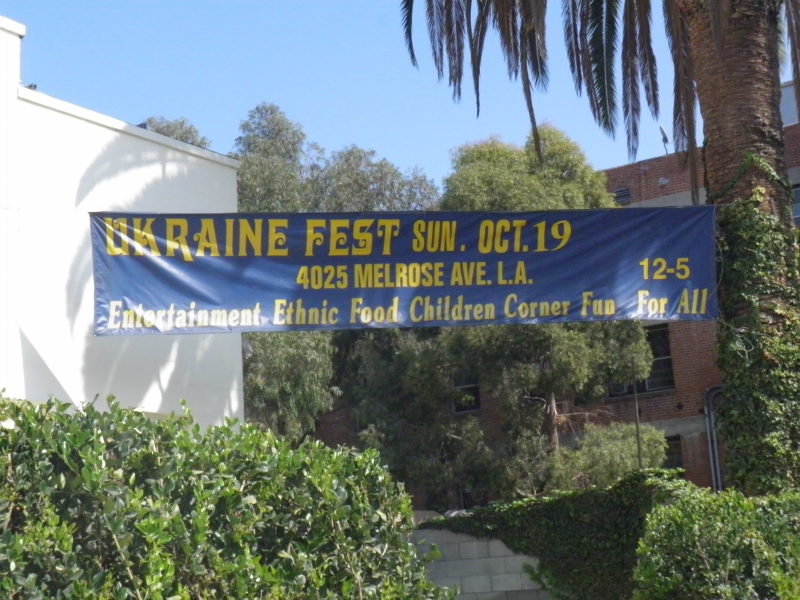 UKRAINE FEST SUN. OCT. 19
4025 MELROSE AVE. L.A. 12-5
Entertainment Ethnic Food Children Corner Fun For All